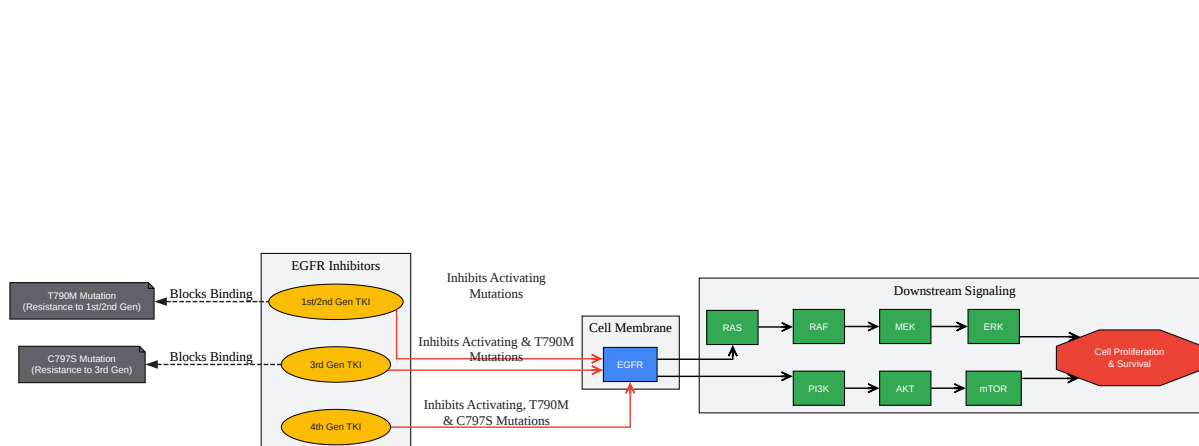 T790M Mutation
(Resistance to 1st/2nd Gen)
C797S Mutation
(Resistance to 3rd Gen)
Blocks Binding
Blocks Binding
EGFR Inhibitors
1st/2nd Gen TKI
3rd Gen TKI
4th Gen TKI
Inhibits Activating
Mutations
Inhibits Activating & T790M
Mutations
Inhibits Activating, T790M
& C797S Mutations
Cell Membrane
EGFR
Downstream Signaling
RAS
RAF
MEK
ERK
PI3K
AKT
mTOR
Cell Proliferation
& Survival